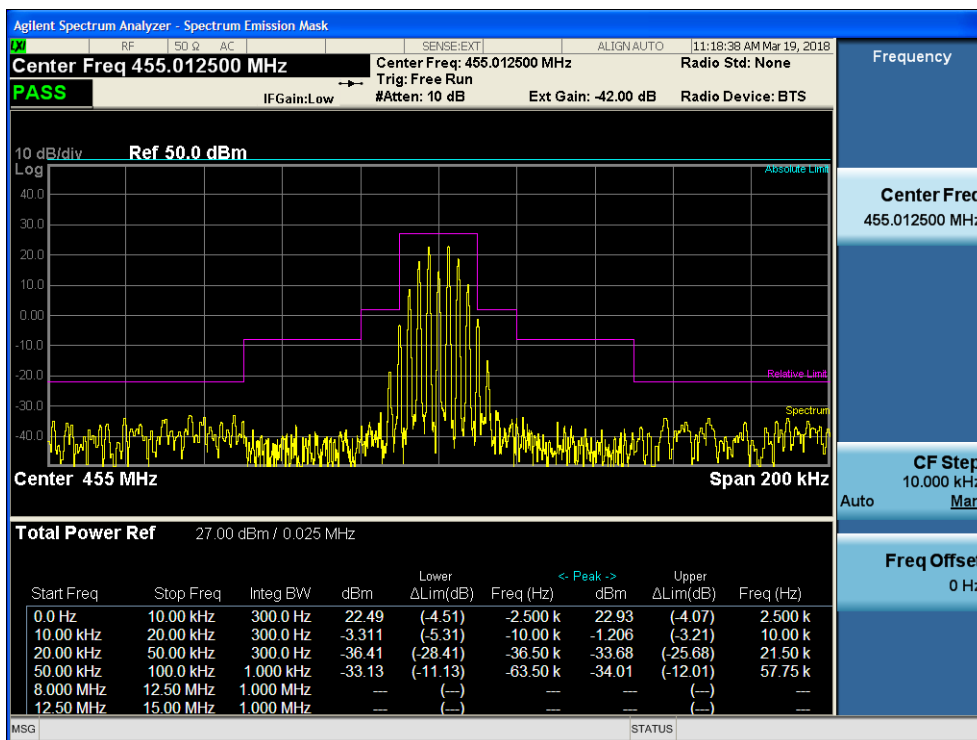 Agilent Spectrum Analyzer - Spectrum Emission Mask
LXI RF 50 Ω AC SENSE:EXT ALIGN AUTO 11:18:38 AM Mar 19, 2018
Center Freq 455.012500 MHz
Center Freq: 455.012500 MHz
Radio Std: None
Trig: Free Run
PASS
IFGain:Low
#Atten: 10 dB
Ext Gain: -42.00 dB
Radio Device: BTS
10 dB/div Ref 50.0 dBm
Log
Absolute Limit
40.0
30.0
20.0
10.0
0.00
-10.0
-20.0
Relative Limit
-30.0
Spectrum
-40.0
Center 455 MHz Span 200 kHz
Total Power Ref 27.00 dBm / 0.025 MHz
Lower <- Peak -> Upper
Start Freq Stop Freq Integ BW dBm ΔLim(dB) Freq (Hz) dBm ΔLim(dB) Freq (Hz)
0.0 Hz 10.00 kHz 300.0 Hz 22.49 (-4.51) -2.500 k 22.93 (-4.07) 2.500 k
10.00 kHz 20.00 kHz 300.0 Hz -3.311 (-5.31) -10.00 k -1.206 (-3.21) 10.00 k
20.00 kHz 50.00 kHz 300.0 Hz -36.41 (-28.41) -36.50 k -33.68 (-25.68) 21.50 k
50.00 kHz 100.0 kHz 1.000 kHz -33.13 (-11.13) -63.50 k -34.01 (-12.01) 57.75 k
8.000 MHz 12.50 MHz 1.000 MHz --- (---) --- --- (---) ---
12.50 MHz 15.00 MHz 1.000 MHz --- (---) --- --- (---) ---
MSG STATUS
Frequency
Center Freq
455.012500 MHz
CF Step
10.000 kHz
Auto Man
Freq Offset
0 Hz